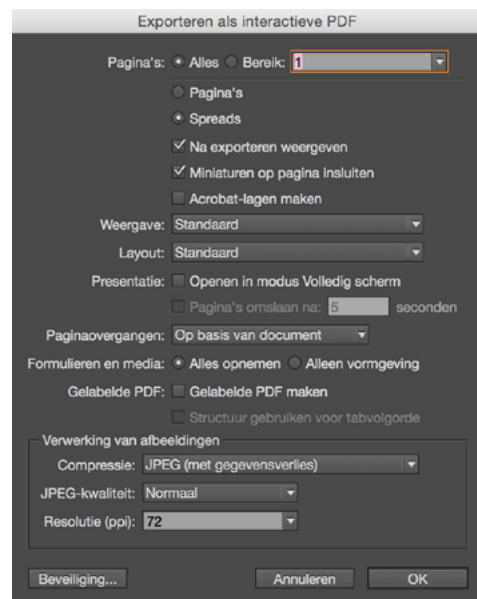 Exporteren als interactieve PDF
Pagina's: Alles Bereik: 1
Pagina's
Spreads
Na exporteren weergeven
Miniaturen op pagina insluiten
Acrobat-lagen maken
Weergave: Standaard
Layout: Standaard
Presentatie: Openen in modus Volledig scherm
Pagina's omslaan na: 5 seconden
Paginaovergangen: Op basis van document
Formulieren en media: Alles opnemen Alleen vormgeving
Gelabelde PDF: Gelabelde PDF maken
Structuur gebruiken voor tabvolgorde
Verwerking van afbeeldingen
Compressie: JPEG (met gegevensverlies)
JPEG-kwaliteit: Normaal
Resolutie (ppi): 72
Beveiliging... Annuleren OK